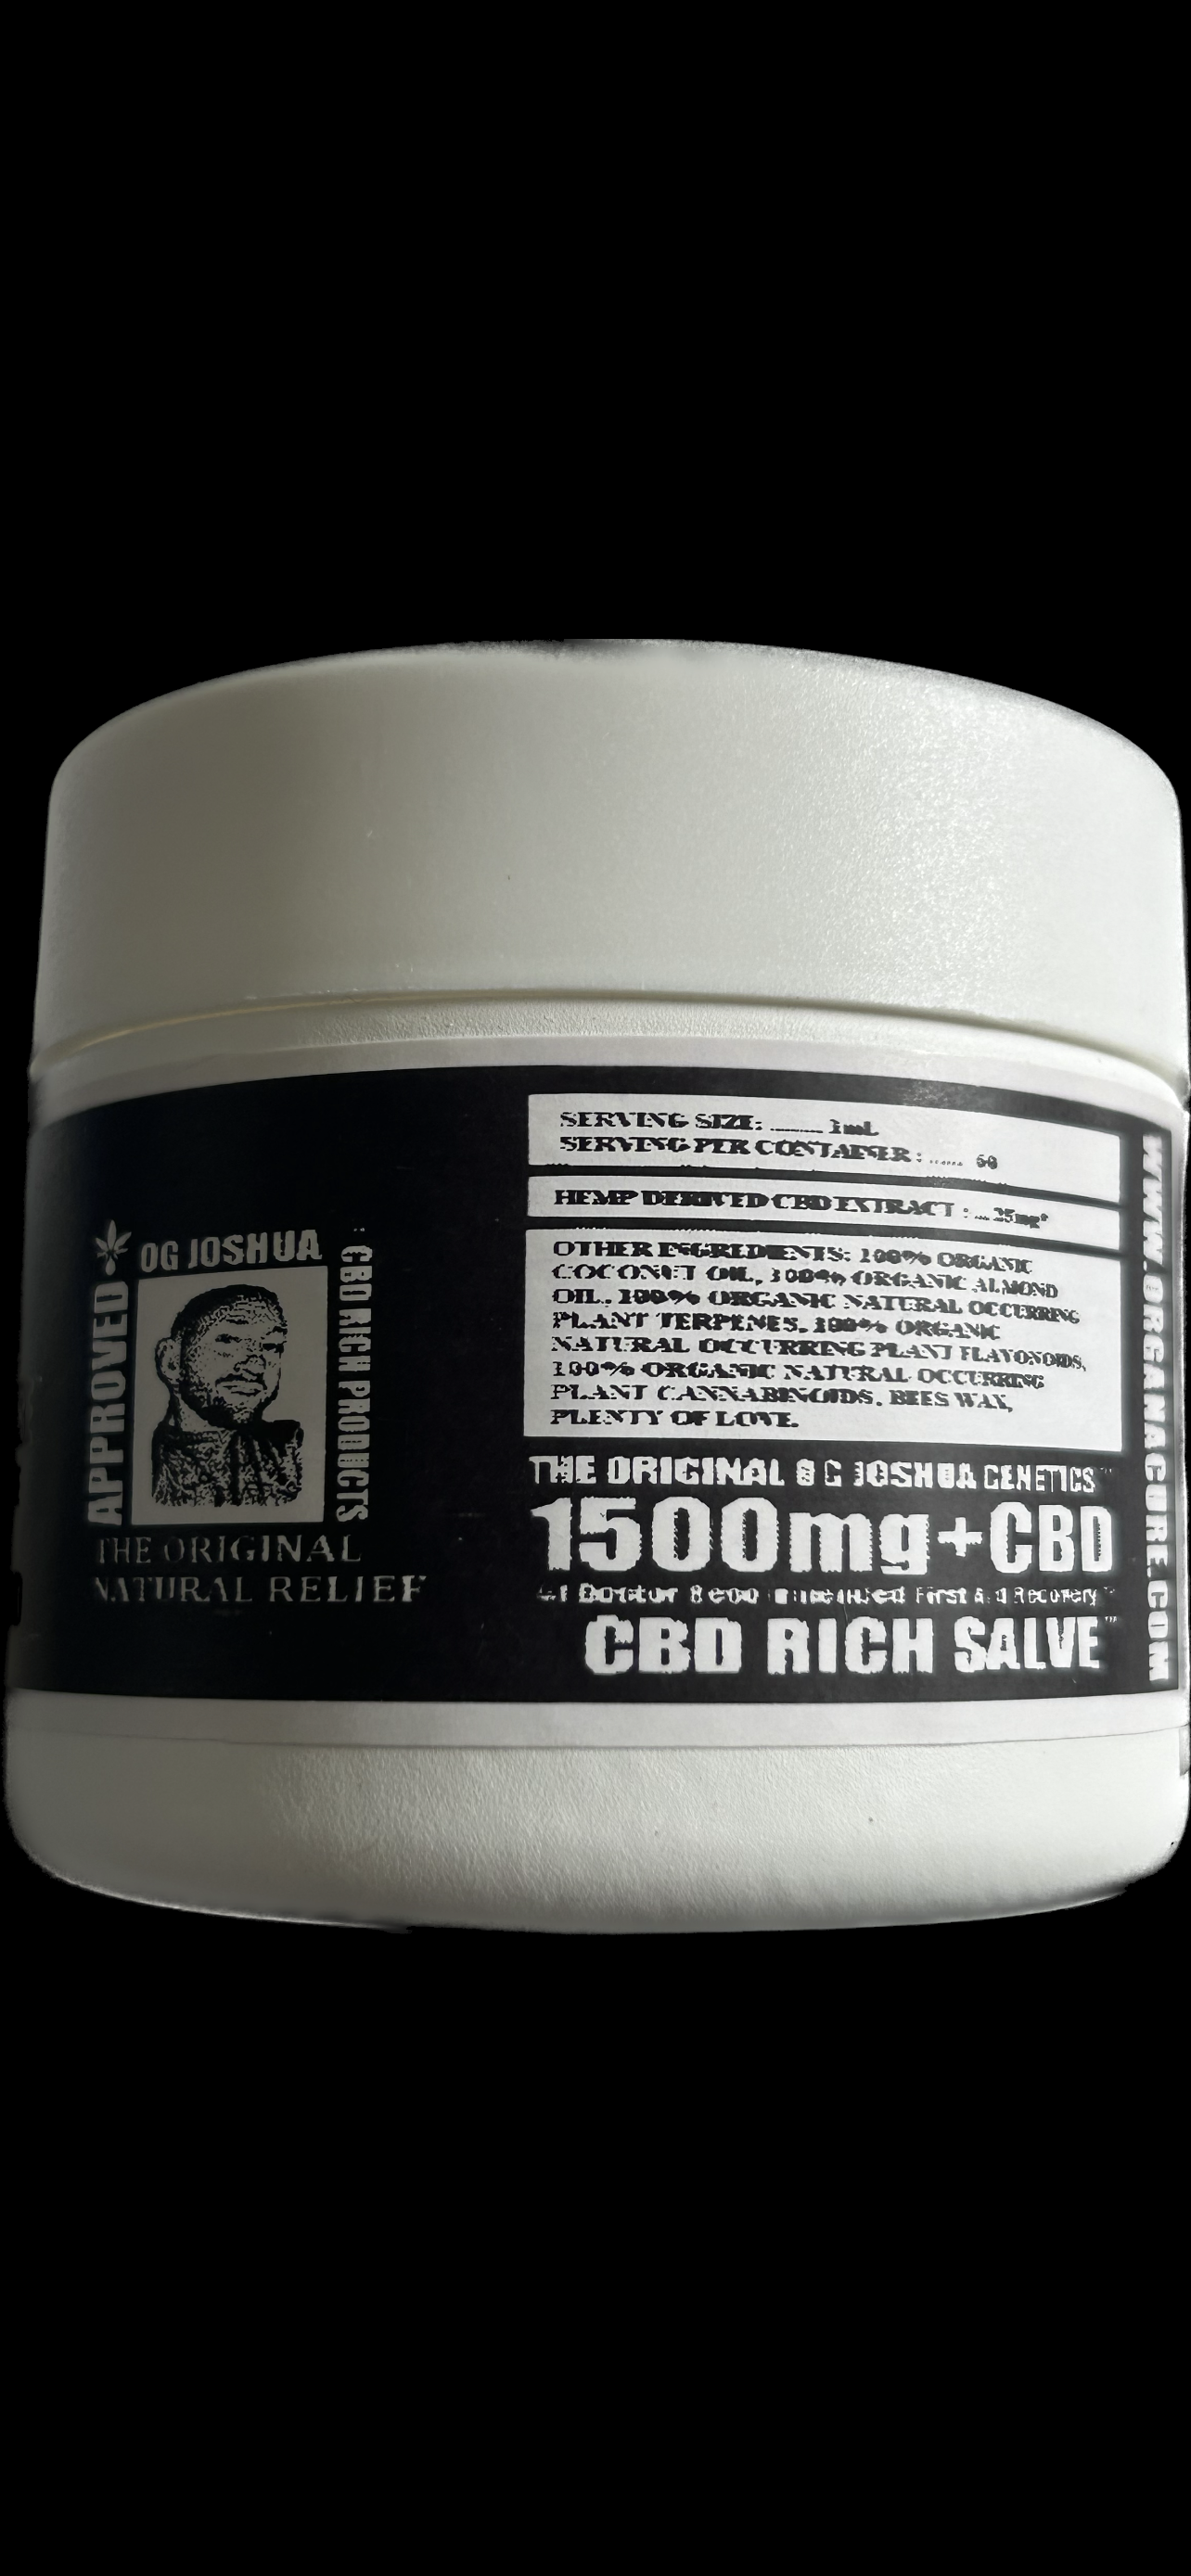 APPROVED
OG JOSHUA
CBD RICH PRODUCTS
THE ORIGINAL
NATURAL RELIEF
SERVING SIZE: ........ 1mL
SERVING PER CONTAINER : ...... 60
HEMP DERIVED CBD EXTRACT : ... 25mg*
OTHER INGREDIENTS: 100% ORGANIC
COCONUT OIL, 100% ORGANIC ALMOND
OIL, 100% ORGANIC NATURAL OCCURRING
PLANT TERPENES, 100% ORGANIC
NATURAL OCCURRING PLANT FLAVONOIDS,
100% ORGANIC NATURAL OCCURRING
PLANT CANNABINOIDS, BEES WAX,
PLENTY OF LOVE.
THE ORIGINAL OG JOSHUA GENETICS™
1500mg+CBD
#1 Doctor First Aid Recovery™
CBD RICH SALVE™
WWW.ORGANACORE.COM